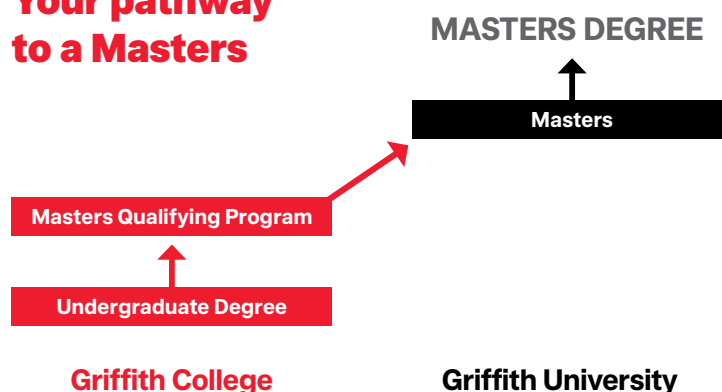 Your pathway
to a Masters
MASTERS DEGREE
Masters
Masters Qualifying Program
Undergraduate Degree
Griffith College
Griffith University